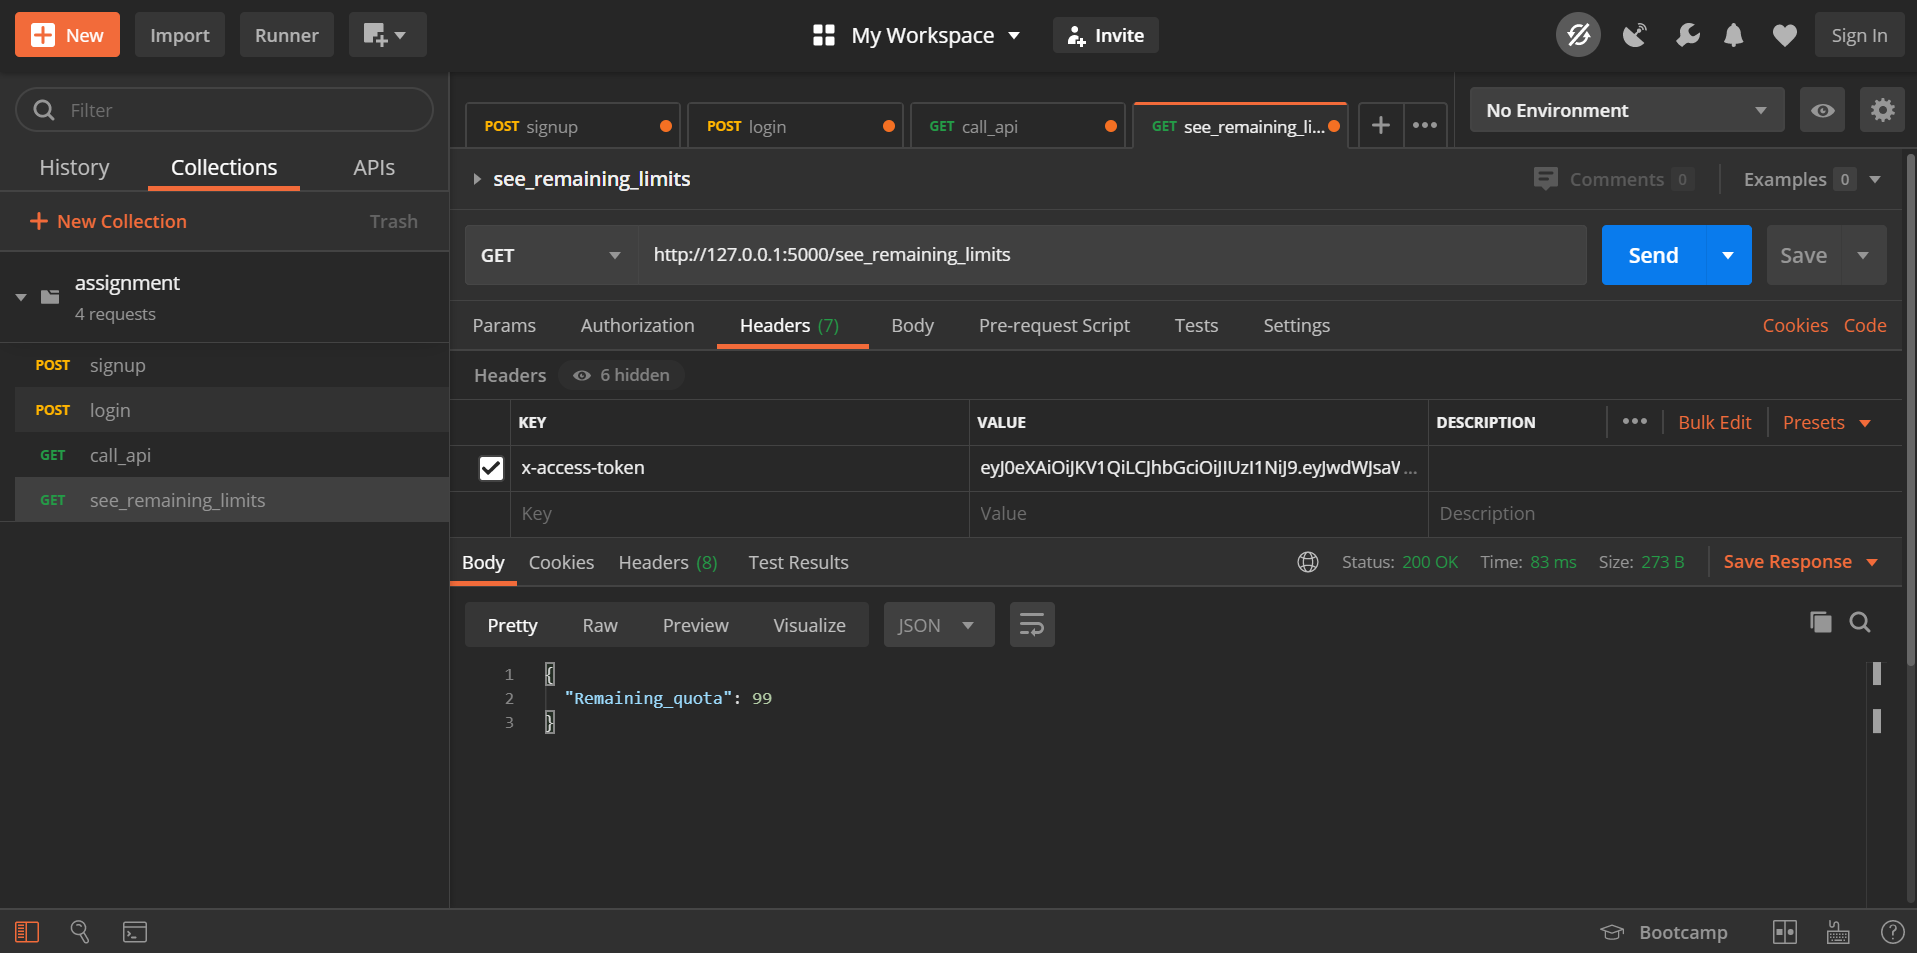 New
Import
Runner
My Workspace
Invite
Sign In
Filter
History
Collections
APIs
New Collection
Trash
assignment
4 requests
POST signup
POST login
GET call_api
GET see_remaining_limits
POST signup
POST login
GET call_api
GET see_remaining_li...
No Environment
see_remaining_limits
Comments 0
Examples 0
GET
http://127.0.0.1:5000/see_remaining_limits
Send
Save
Params
Authorization
Headers (7)
Body
Pre-request Script
Tests
Settings
Cookies
Code
Headers
6 hidden
KEY
VALUE
DESCRIPTION
Bulk Edit
Presets
x-access-token
eyJ0eXAiOiJKV1QiLCJhbGciOiJIUzI1NiJ9.eyJwdWJsaW...
Key
Value
Description
Body
Cookies
Headers (8)
Test Results
Status: 200 OK
Time: 83 ms
Size: 273 B
Save Response
Pretty
Raw
Preview
Visualize
JSON
1 {
2 "Remaining_quota": 99
3 }
Bootcamp